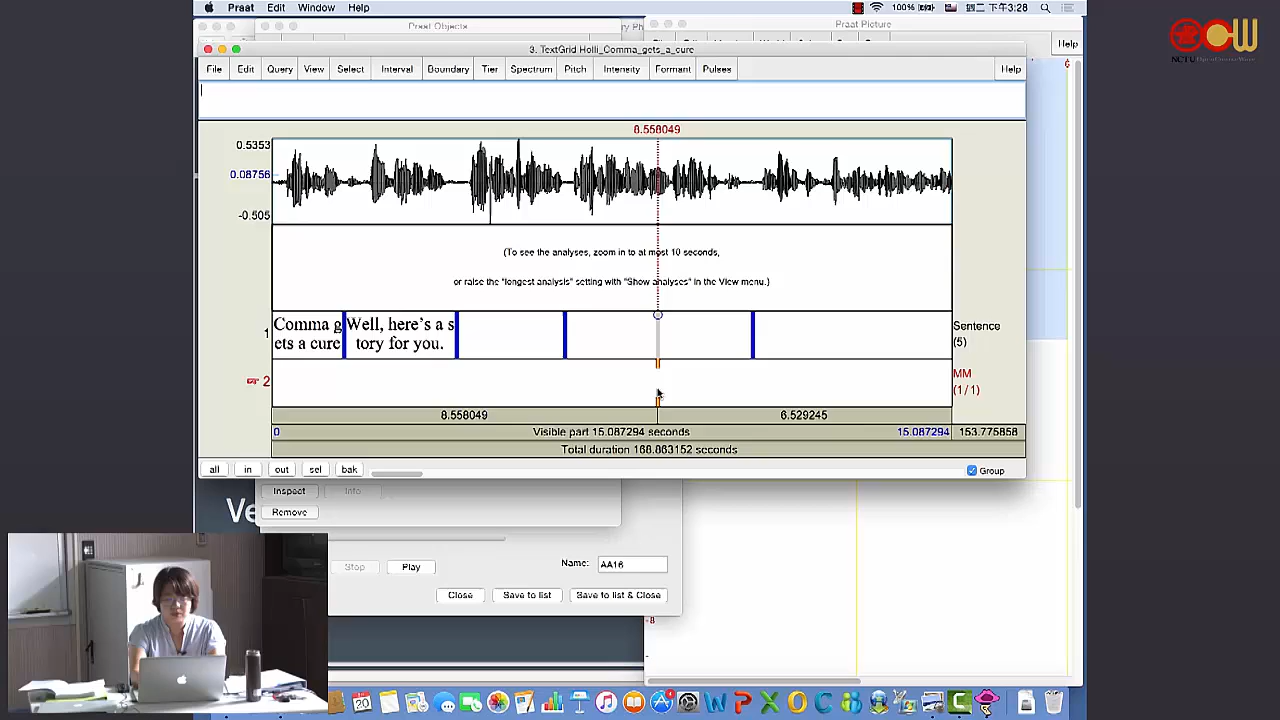 Praat Edit Window Help
100% 週二下午3:28
Praat Objects
Praat Picture
3. TextGrid Holli_Comma_gets_a_cure
Help
File Edit Query View Select Interval Boundary Tier Spectrum Pitch Intensity Formant Pulses Help
NCTU OpenCourseWare
8.558049
0.5353
0.08756
-0.505
(To see the analyses, zoom in to at most 10 seconds,
or raise the "longest analysis" setting with "Show analyses" in the View menu.)
1
Comma g
ets a cure
Well, here's a s
tory for you.
Sentence
(5)
2
MM
(1/1)
8.558049 6.529245
0 Visible part 15.087294 seconds 15.087294 153.775858
Total duration 168.863152 seconds
all in out sel bak Group
Inspect Info
Remove
Ve
Stop Play Name: AA16
Close Save to list Save to list & Close
-8